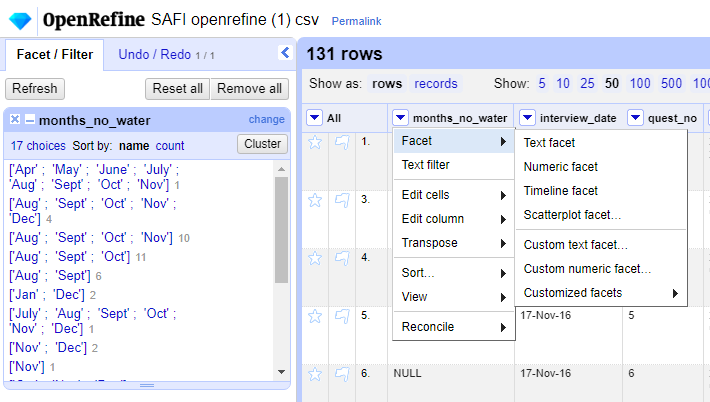 OpenRefine SAFI openrefine (1) csv Permalink
Facet / Filter Undo / Redo 1 / 1
Refresh Reset all Remove all
months_no_water change
17 choices Sort by: name count Cluster
['Apr' ; 'May' ; 'June' ; 'July' ;
'Aug' ; 'Sept' ; 'Oct' ; 'Nov'] 1
['Aug' ; 'Sept' ; 'Oct' ; 'Nov' ;
'Dec'] 4
['Aug' ; 'Sept' ; 'Oct' ; 'Nov'] 10
['Aug' ; 'Sept' ; 'Oct'] 11
['Aug' ; 'Sept'] 6
['Jan' ; 'Dec'] 2
['July' ; 'Aug' ; 'Sept' ; 'Oct' ;
'Nov' ; 'Dec'] 1
['Nov' ; 'Dec'] 2
['Nov'] 1
131 rows
Show as: rows records Show: 5 10 25 50 100 500 100
All months_no_water interview_date quest_no
1.
3.
4.
5. 17-Nov-16 5
6. NULL 17-Nov-16 6
Facet
Text filter
Edit cells
Edit column
Transpose
Sort...
View
Reconcile
Text facet
Numeric facet
Timeline facet
Scatterplot facet...
Custom text facet...
Custom numeric facet...
Customized facets